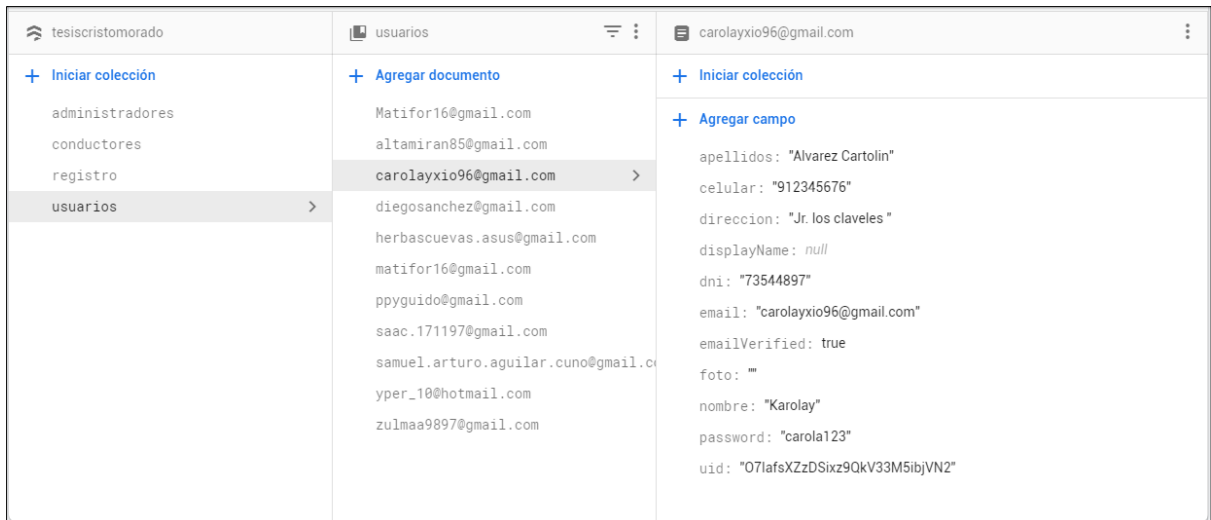 tesiscristomorado
Iniciar colección
administradores
conductores
registro
usuarios
usuarios
Agregar documento
Matifor16@gmail.com
altamiran85@gmail.com
carolayxio96@gmail.com
diegosanchez@gmail.com
herbascuevas.asus@gmail.com
matifor16@gmail.com
ppyguido@gmail.com
saac.171197@gmail.com
samuel.arturo.aguilar.cuno@gmail.c
yper_10@hotmail.com
zulmaa9897@gmail.com
carolayxio96@gmail.com
Iniciar colección
Agregar campo
apellidos: "Alvarez Cartolin"
celular: "912345676"
direccion: "Jr. los claveles "
displayName: null
dni: "73544897"
email: "carolayxio96@gmail.com"
emailVerified: true
foto: ""
nombre: "Karolay"
password: "carola123"
uid: "O7IafsXZzDSixz9QkV33M5ibjVN2"